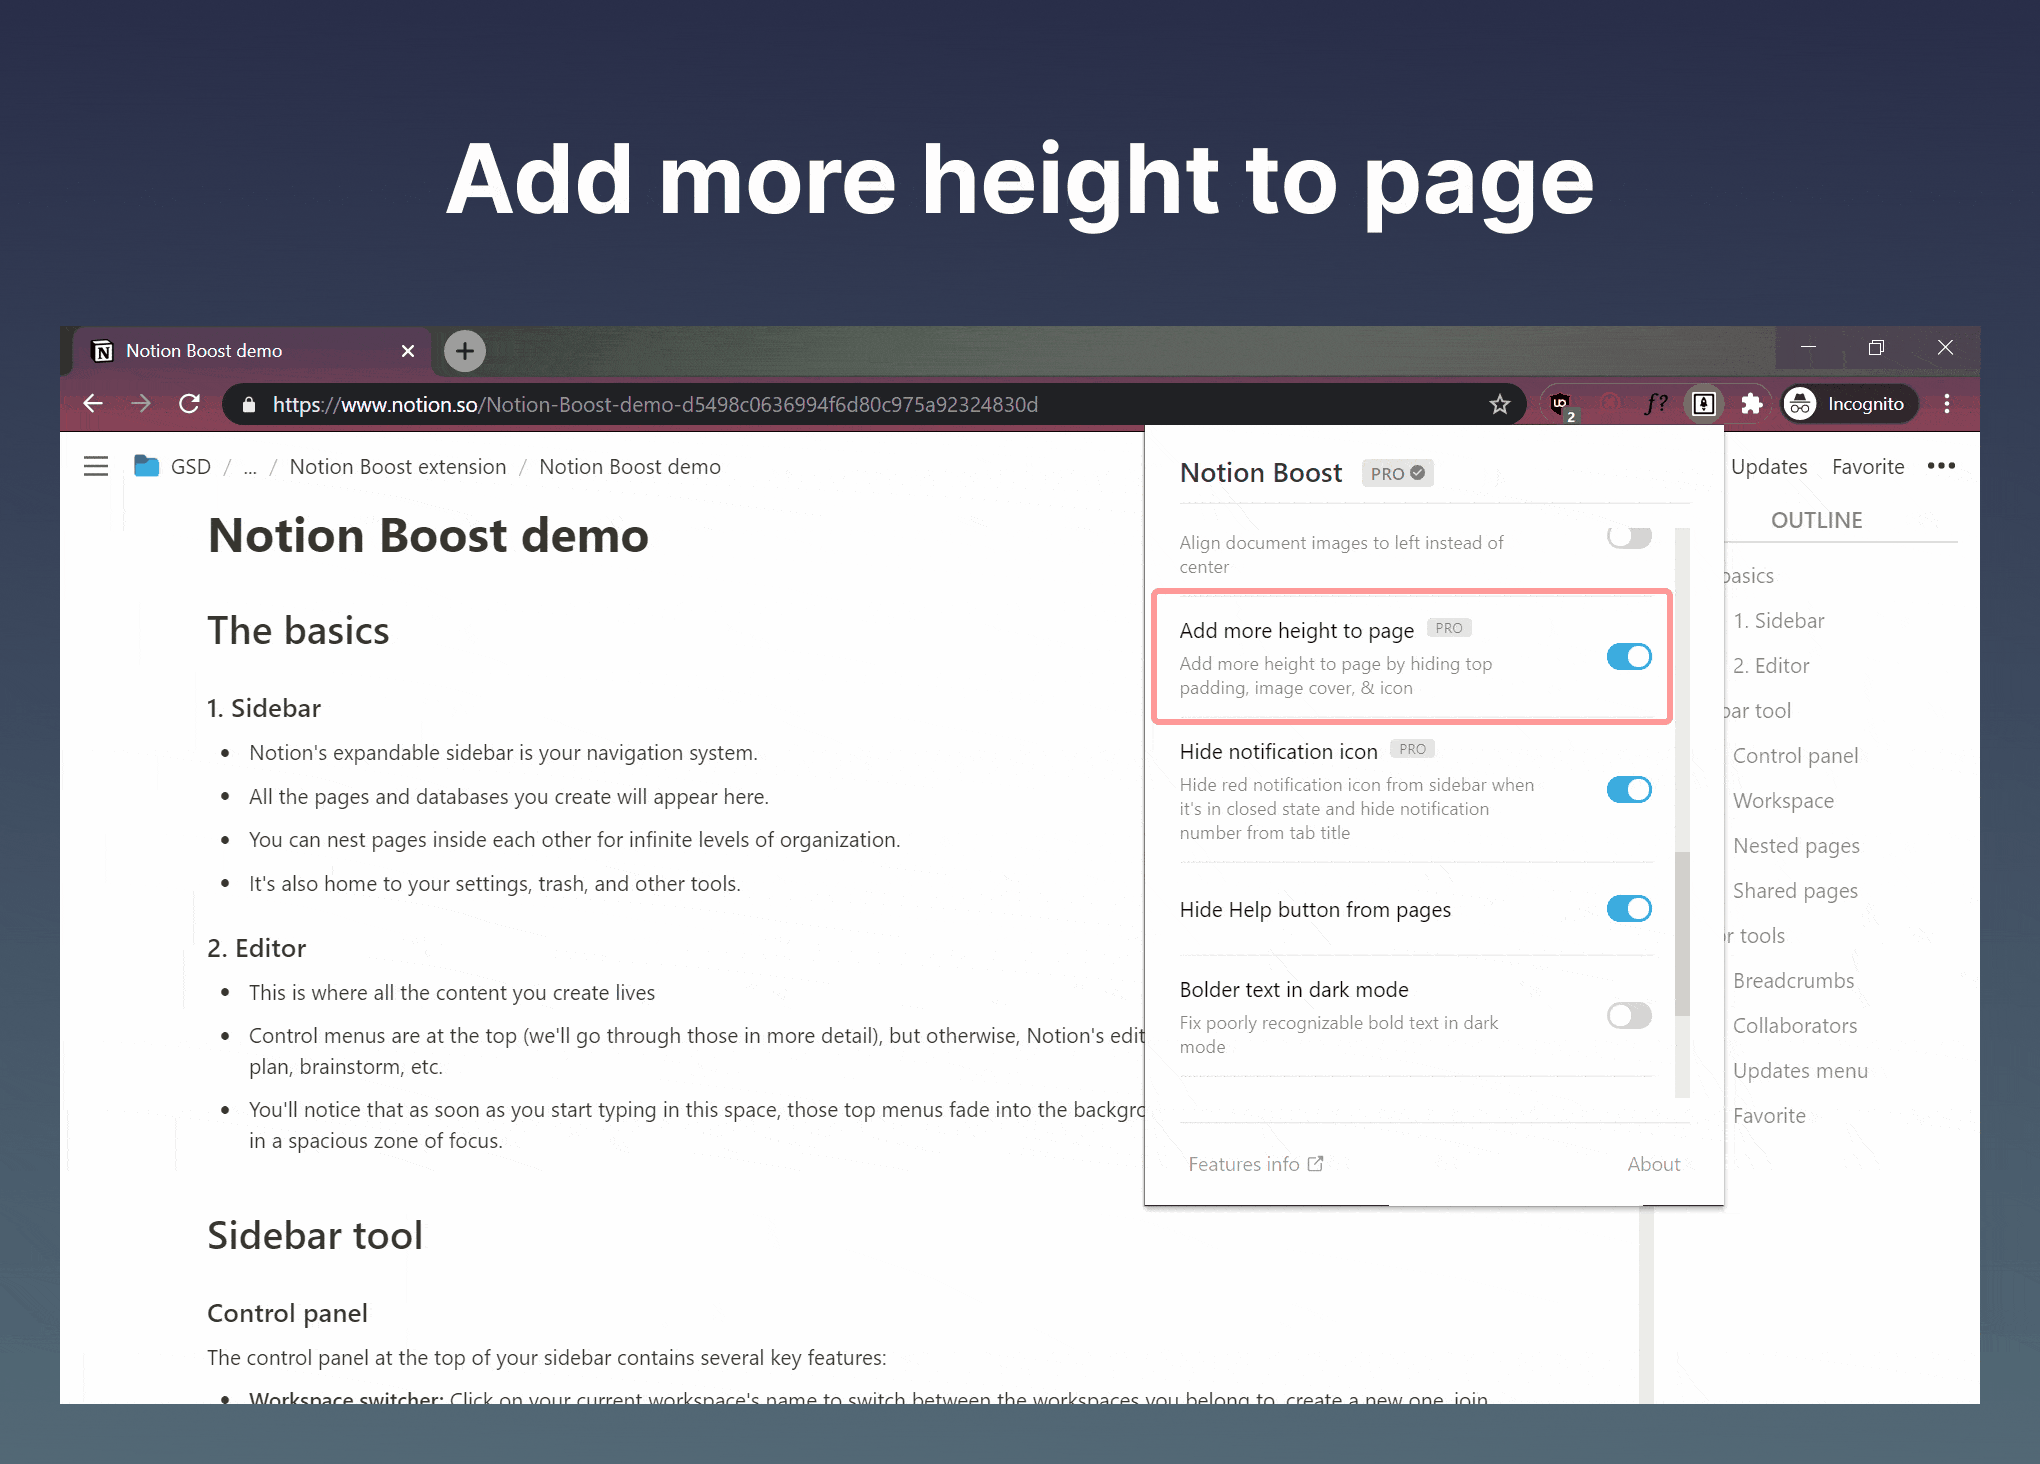 Add more height to page
Notion Boost demo
https://www.notion.so/Notion-Boost-demo-d5498c0636994f6d80c975a92324830d
2
Incognito
GSD / ... / Notion Boost extension / Notion Boost demo
Updates Favorite
Notion Boost demo
The basics
1. Sidebar
Notion's expandable sidebar is your navigation system.
All the pages and databases you create will appear here.
You can nest pages inside each other for infinite levels of organization.
It's also home to your settings, trash, and other tools.
2. Editor
This is where all the content you create lives
Control menus are at the top (we'll go through those in more detail), but otherwise, Notion's edit
plan, brainstorm, etc.
You'll notice that as soon as you start typing in this space, those top menus fade into the backgro
in a spacious zone of focus.
Sidebar tool
Control panel
The control panel at the top of your sidebar contains several key features:
Workspace switcher: Click on your current workspace's name to switch between the workspaces you belong to, create a new one, join
Notion Boost PRO
Align document images to left instead of
center
Add more height to page PRO
Add more height to page by hiding top
padding, image cover, & icon
Hide notification icon PRO
Hide red notification icon from sidebar when
it's in closed state and hide notification
number from tab title
Hide Help button from pages
Bolder text in dark mode
Fix poorly recognizable bold text in dark
mode
Features info
About
OUTLINE
basics
1. Sidebar
2. Editor
bar tool
Control panel
Workspace
Nested pages
Shared pages
r tools
Breadcrumbs
Collaborators
Updates menu
Favorite